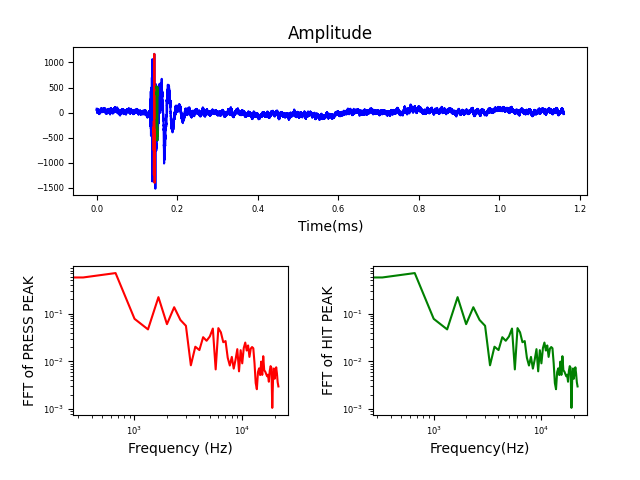 Amplitude
1000
500
0
−500
−1000
−1500
0.0 0.2 0.4 0.6 0.8 1.0 1.2
Time(ms)
FFT of PRESS PEAK
10⁻¹
10⁻²
10⁻³
10³ 10⁴
Frequency (Hz)
FFT of HIT PEAK
10⁻¹
10⁻²
10⁻³
10³ 10⁴
Frequency(Hz)